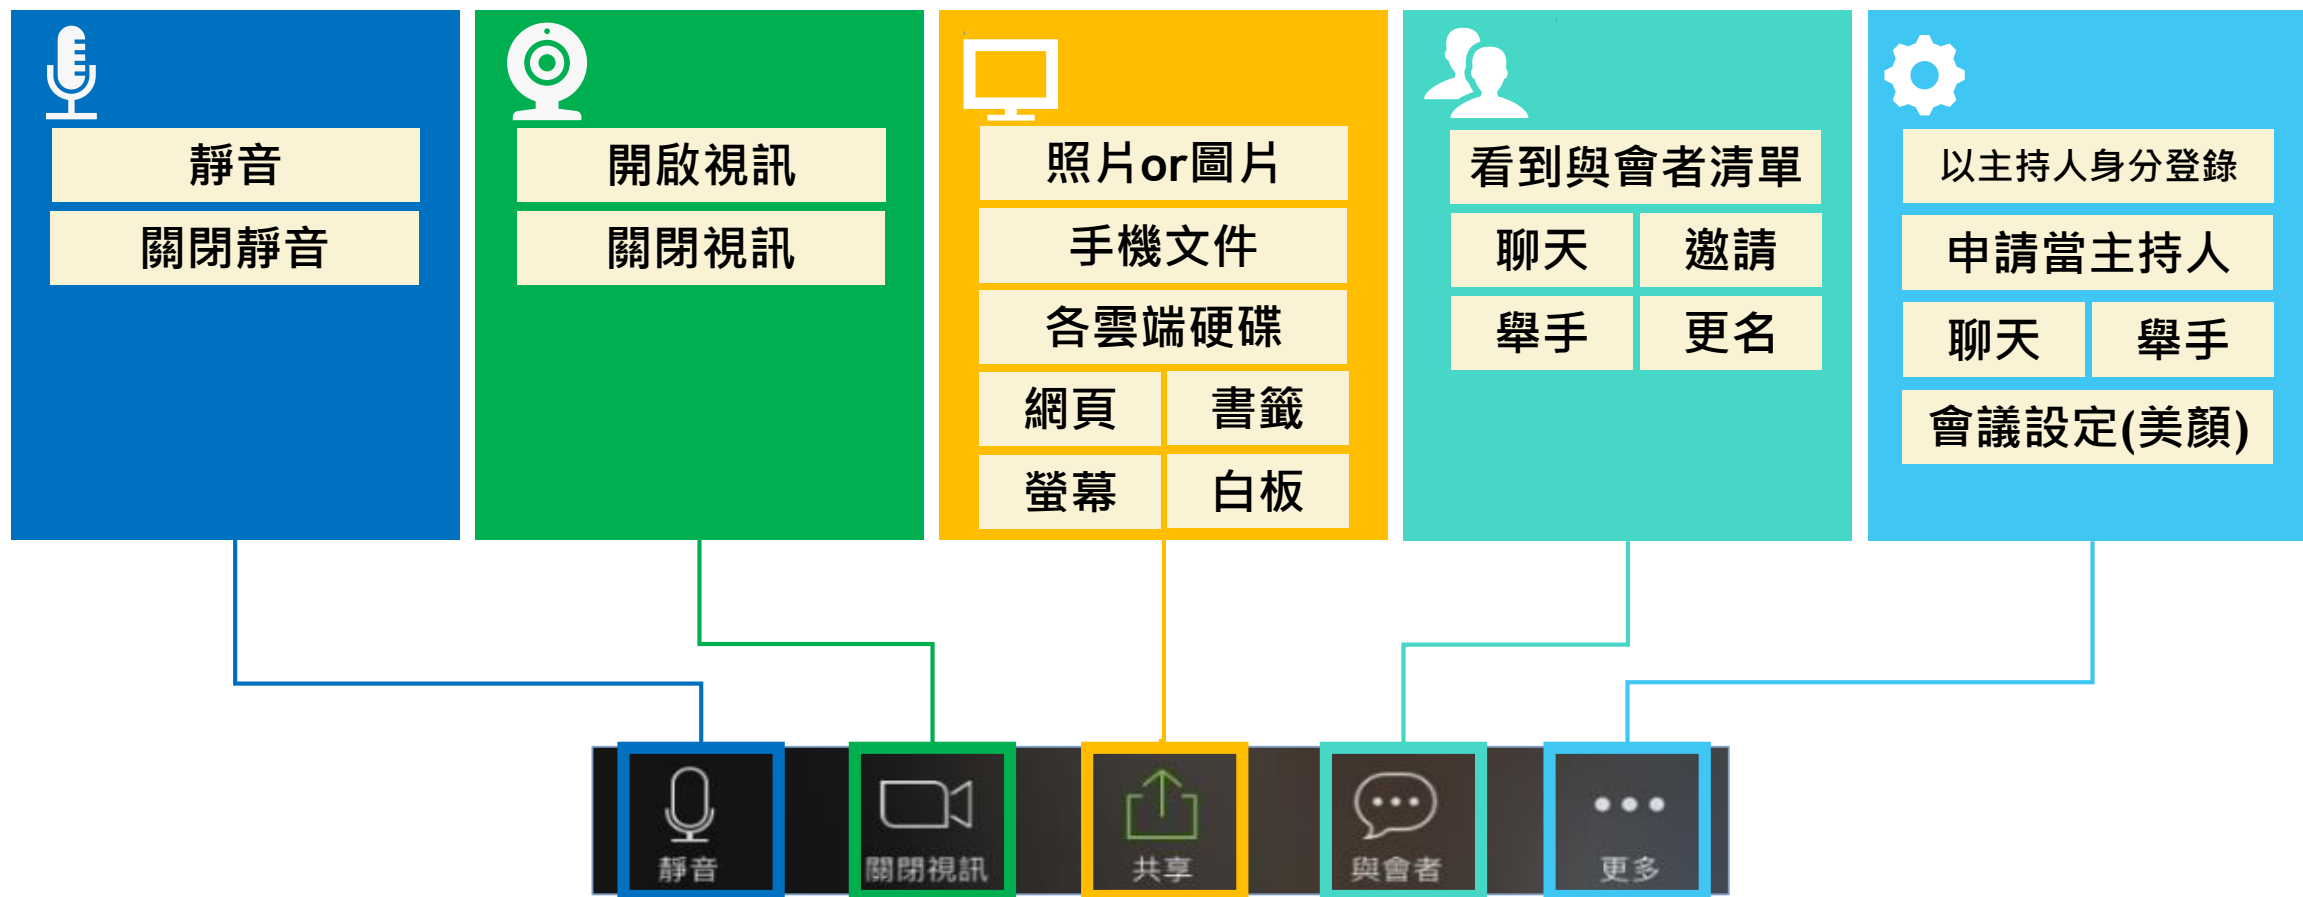 靜音
關閉靜音
開啟視訊
關閉視訊
照片or圖片
手機文件
各雲端硬碟
網頁 書籤
螢幕 白板
看到與會者清單
聊天 邀請
舉手 更名
以主持人身分登錄
申請當主持人
聊天 舉手
會議設定(美顏)
靜音 關閉視訊 共享 與會者 更多